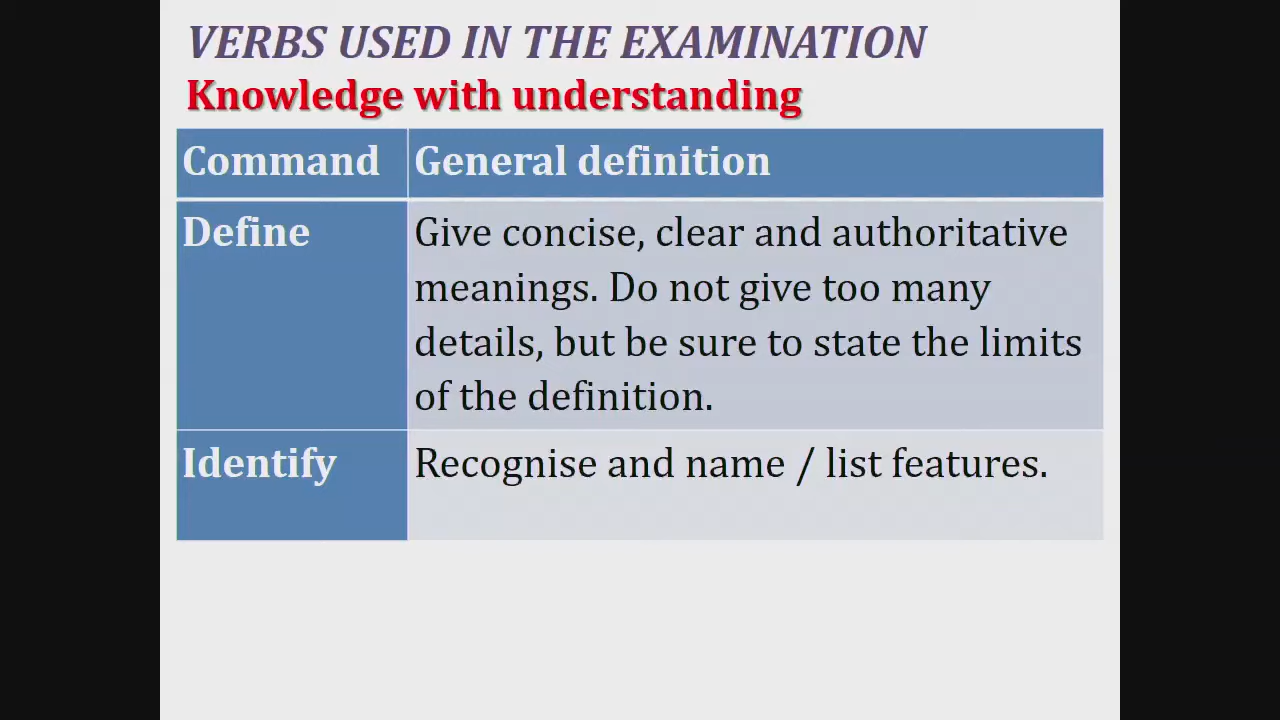 VERBS USED IN THE EXAMINATION
Knowledge with understanding
Command General definition
Define Give concise, clear and authoritative
meanings. Do not give too many
details, but be sure to state the limits
of the definition.
Identify Recognise and name / list features.